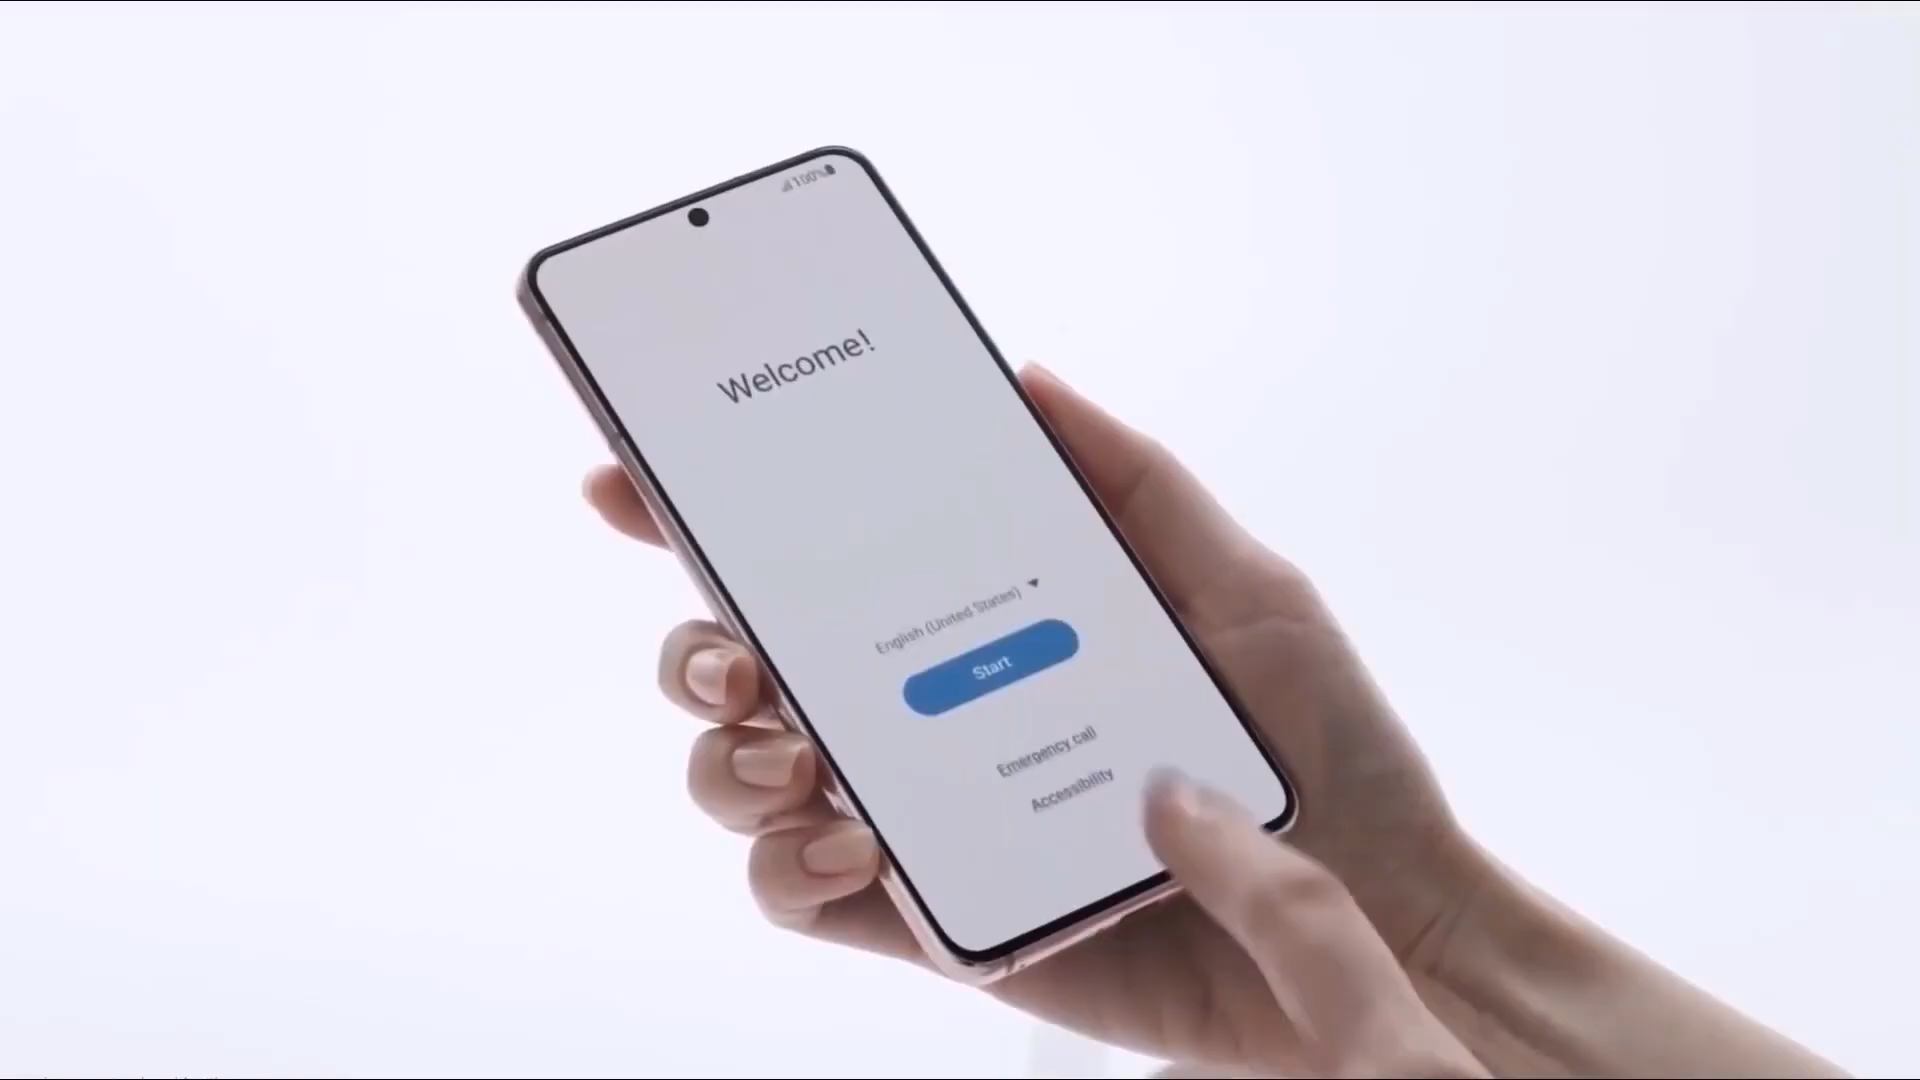 100%
Welcome!
English (United States)
Start
Emergency call
Accessibility